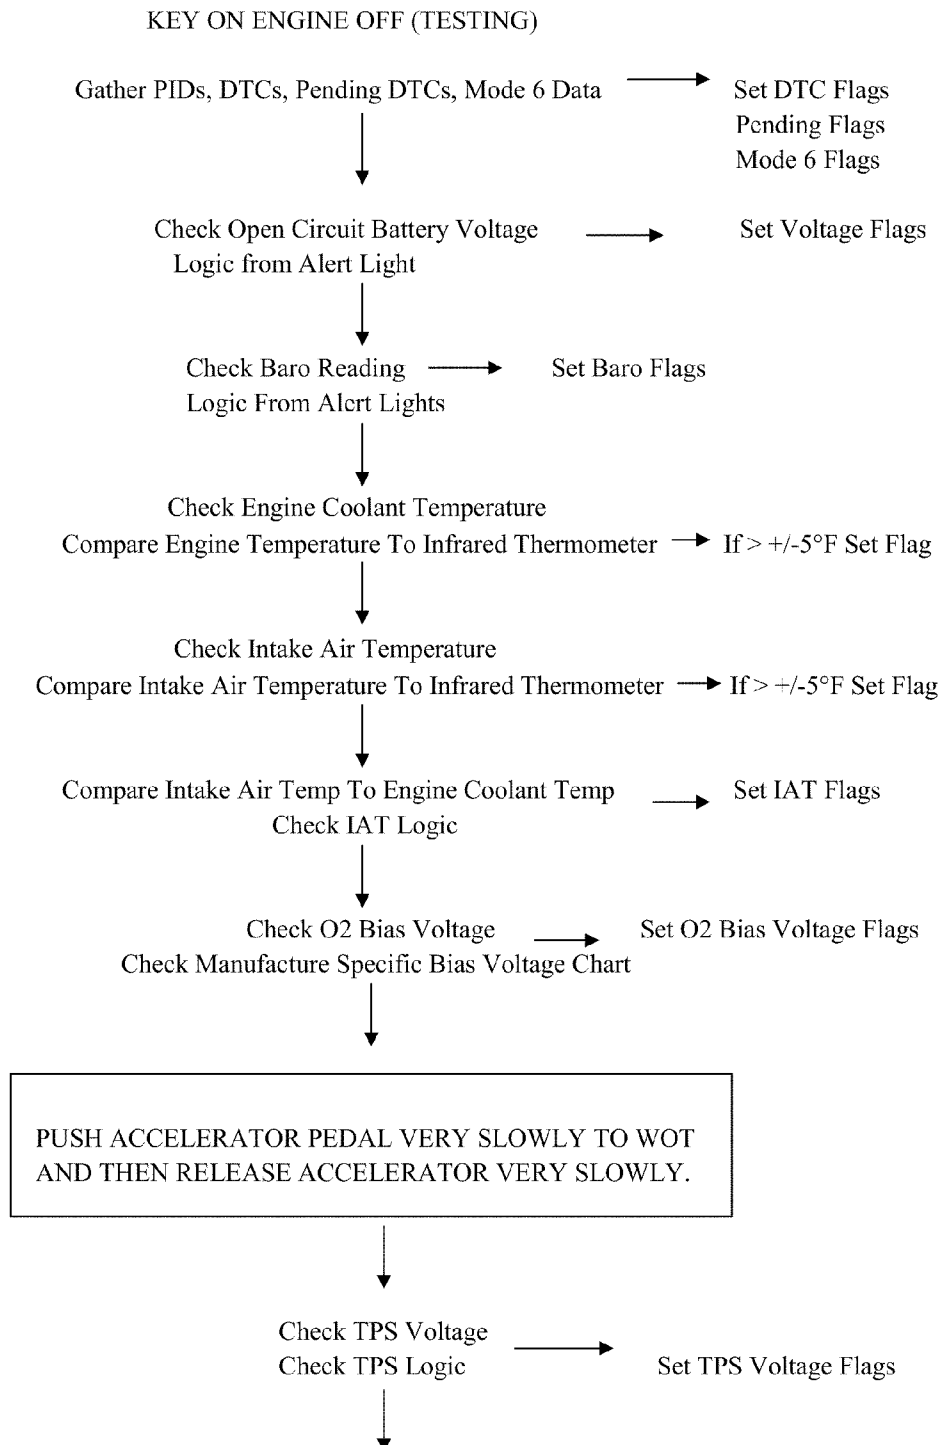 KEY ON ENGINE OFF (TESTING)
Gather PIDs, DTCs, Pending DTCs, Mode 6 Data
Set DTC Flags
Pending Flags
Mode 6 Flags
Check Open Circuit Battery Voltage
Logic from Alert Light
Set Voltage Flags
Check Baro Reading
Logic From Alert Lights
Set Baro Flags
Check Engine Coolant Temperature
Compare Engine Temperature To Infrared Thermometer
If > +/-5°F Set Flag
Check Intake Air Temperature
Compare Intake Air Temperature To Infrared Thermometer
If > +/-5°F Set Flag
Compare Intake Air Temp To Engine Coolant Temp
Check IAT Logic
Set IAT Flags
Check O2 Bias Voltage
Check Manufacture Specific Bias Voltage Chart
Set O2 Bias Voltage Flags
PUSH ACCELERATOR PEDAL VERY SLOWLY TO WOT
AND THEN RELEASE ACCELERATOR VERY SLOWLY.
Check TPS Voltage
Check TPS Logic
Set TPS Voltage Flags